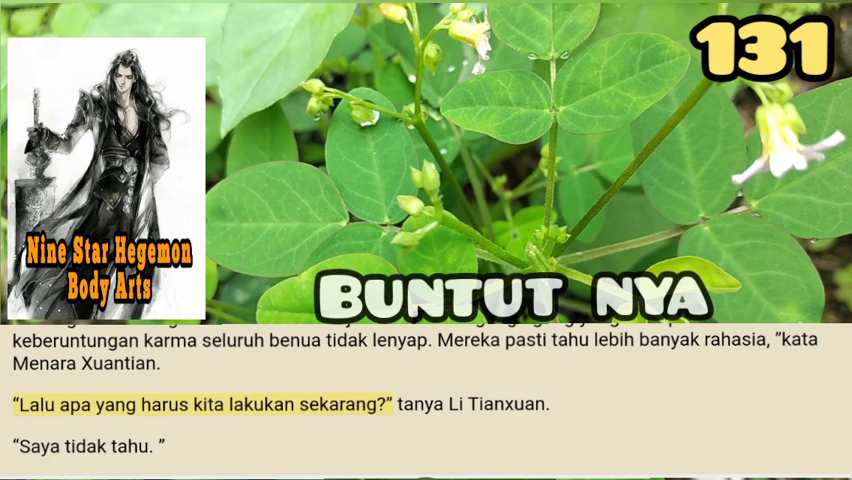 131
Nine Star Hegemon
Body Arts
BUNTUT NYA
keberuntungan karma seluruh benua tidak lenyap. Mereka pasti tahu lebih banyak rahasia, ”kata
Menara Xuantian.
“Lalu apa yang harus kita lakukan sekarang?” tanya Li Tianxuan.
“Saya tidak tahu. ”